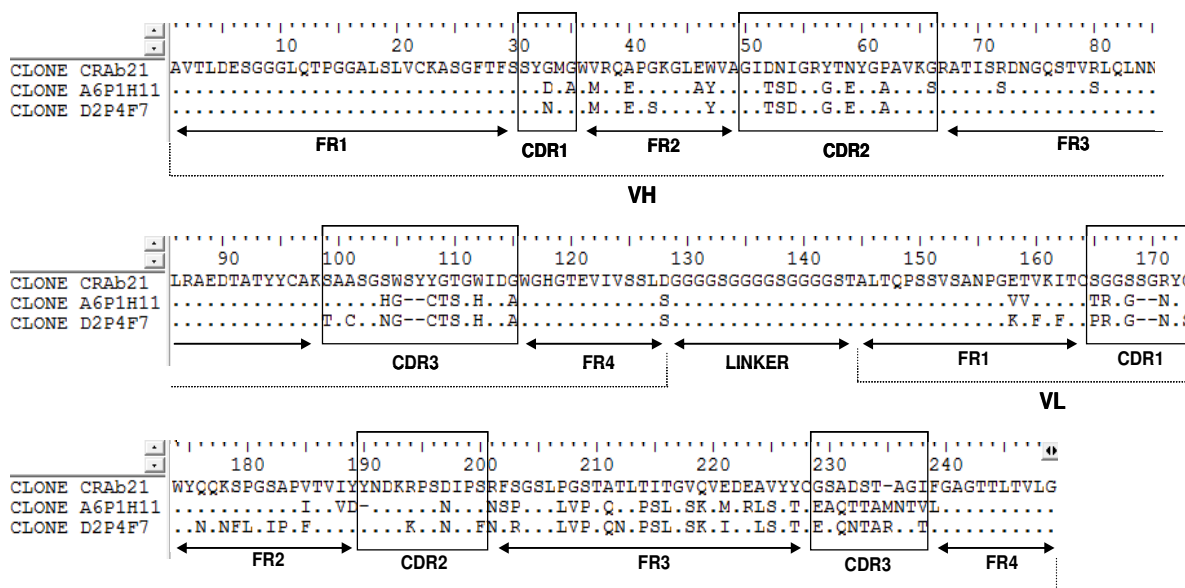 10 20 30 40 50 60 70 80
CLONE CRAb21 AVTLDESGGGLQTPGGALSLVCKASGFTFSSYGMGWVRQAPGKGLEWVAGIDNIGRYTNYGPAVKGRATISRDNGQSTVRLQLNN
CLONE A6P1H11 ................................D.A.M..E.....AY....TSD..G.E..A...S.....S.......S.....
CLONE D2P4F7 ................................N...M..E.S....Y....TSD..G.E..A.......................
FR1 CDR1 FR2 CDR2 FR3
VH
90 100 110 120 130 140 150 160 170
CLONE CRAb21 LRAEDTATYYCAKSAASGSWSYYGTGWIDGWGHGTEVIVSSLDGGGGSGGGGSGGGGSTALTQPSSVSANPGETVKITCSGGSSGRY
CLONE A6P1H11 ..................HG--CTS.H..A............S.............................VV.....TR.G--N.
CLONE D2P4F7 .............T.C..NG--CTS.H..A............S.............................K.F.F..PR.G--N.
CDR3 FR4 LINKER FR1 CDR1
VL
180 190 200 210 220 230 240
CLONE CRAb21 WYQQKSPGSAPVTVIYYNDKRPSDIPSRFSGSLPGSTATLTITGVQVEDEAVYYCGSADST-AGIFGAGTTLTVLG
CLONE A6P1H11 ...........I..VD-......N...NSP...LVP.Q..PSL.SK.M.RLS.T.EAQTTAMNTVL..........
CLONE D2P4F7 ..N.NFL.IP.F........K..N..FN.R...LVP.QN.PSL.SK.I..LS.T.E.QNTAR..T...........
FR2 CDR2 FR3 CDR3 FR4